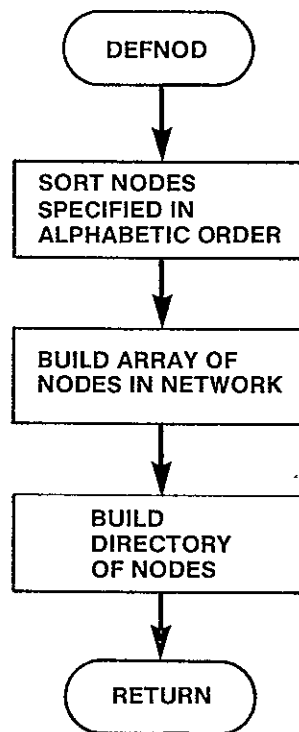 DEFNOD
SORT NODES
SPECIFIED IN
ALPHABETIC ORDER
BUILD ARRAY OF
NODES IN NETWORK
BUILD
DIRECTORY
OF NODES
RETURN